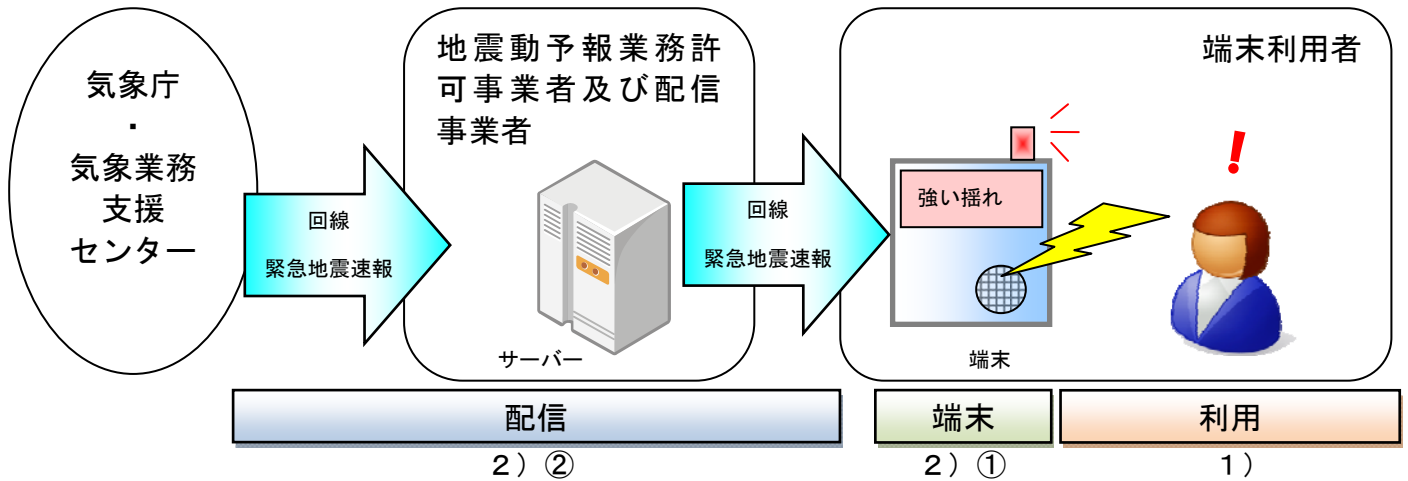 気象庁
・
気象業務
支援
センター
回線
緊急地震速報
地震動予報業務許
可事業者及び配信
事業者
サーバー
回線
緊急地震速報
端末利用者
強い揺れ
!
端末
配信
端末
利用
２）②
２）①
１）